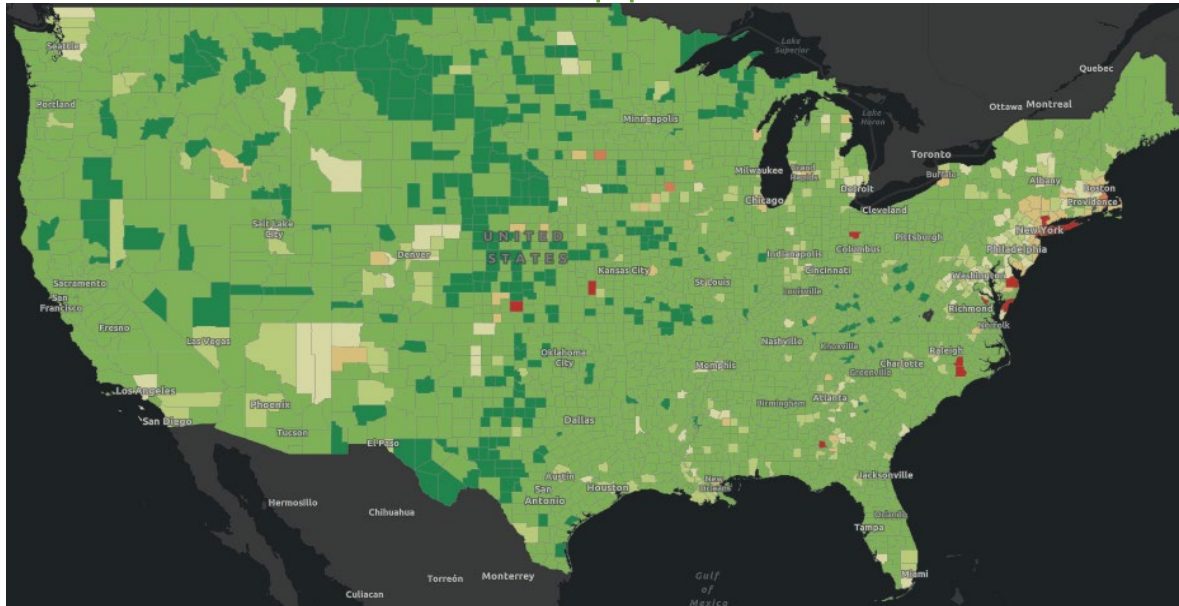 Seattle
Lake
Superior
Quebec
Portland
Ottawa
Montreal
Minneapolis
Lake
Huron
Toronto
Milwaukee
Grand
Rapids
Buffalo
Albany
Boston
Detroit
Chicago
Cleveland
Providence
Salt Lake
City
UNITED
STATES
New York
Pittsburgh
Columbus
Philadelphia
Indianapolis
Denver
Kansas City
Cincinnati
Washington
Sacramento
St Louis
San
Francisco
Louisville
Richmond
Norfolk
Fresno
Las Vegas
Nashville
Knoxville
Raleigh
Oklahoma
City
Memphis
Charlotte
Greenville
Los Angeles
Phoenix
Birmingham
Atlanta
San Diego
Dallas
Tucson
El Paso
Austin
New
Orleans
Jacksonville
Houston
San
Antonio
Hermosillo
Chihuahua
Orlando
Tampa
Torreón
Monterrey
Miami
Gulf
of
Mexico
Culiacan